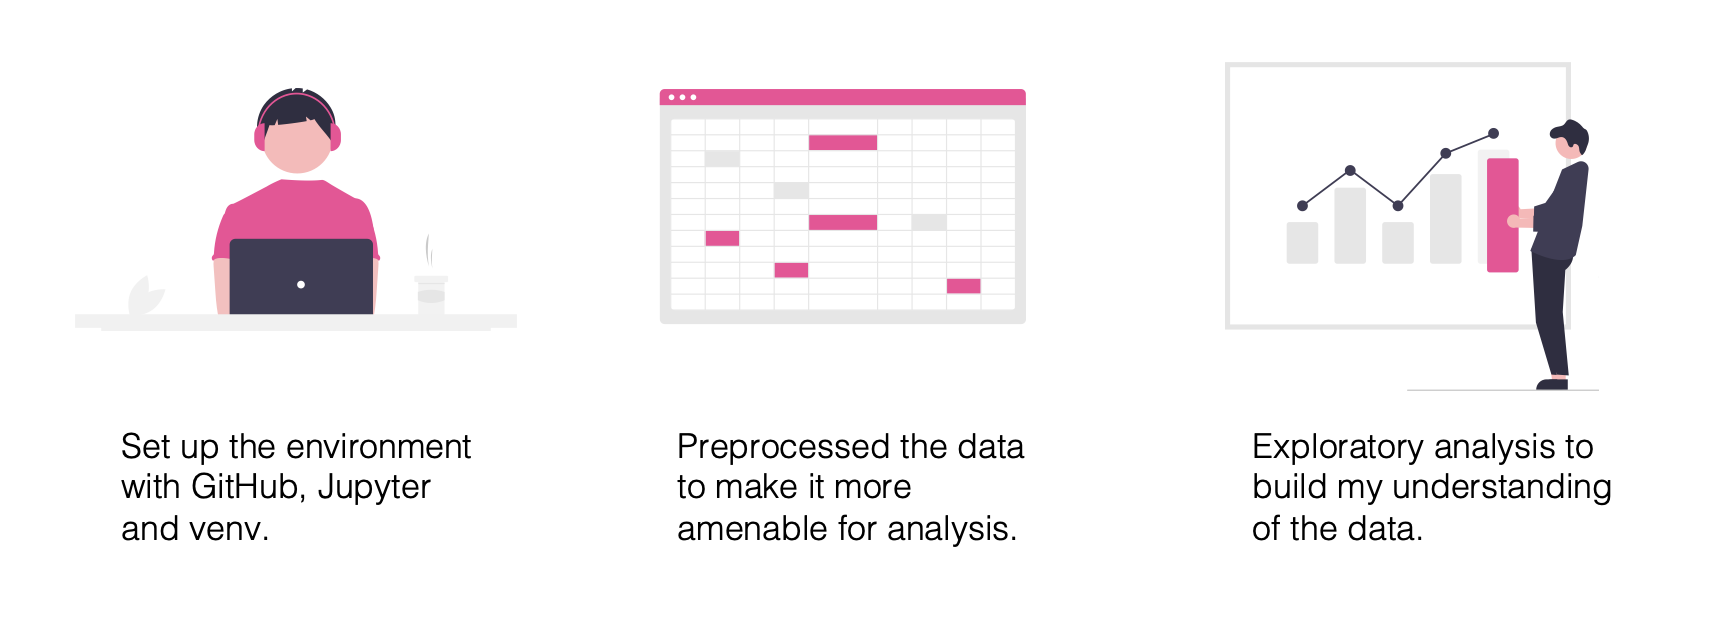 Set up the environment
with GitHub, Jupyter
and venv.
Preprocessed the data
to make it more
amenable for analysis.
Exploratory analysis to
build my understanding
of the data.